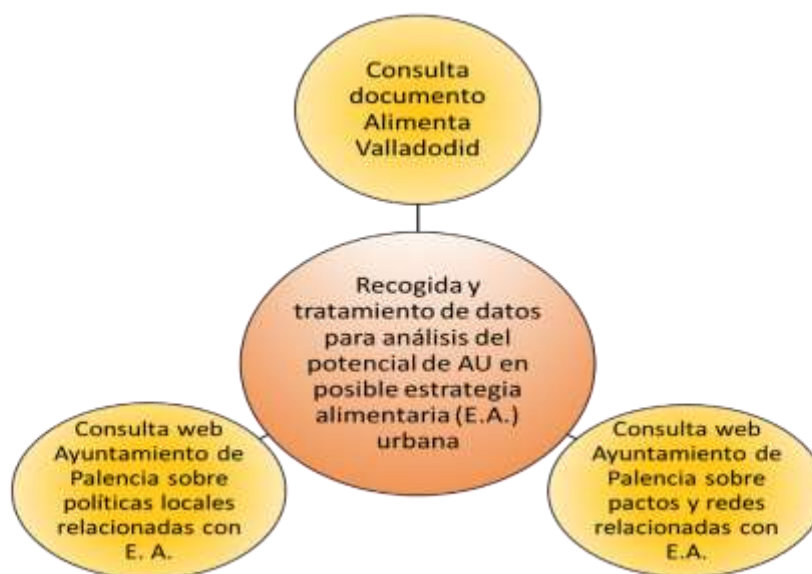 Consulta
documento
Alimenta
Valladodid
Recogida y
tratamiento de datos
para análisis del
potencial de AU en
posible estrategia
alimentaria (E.A.)
urbana
Consulta web
Ayuntamiento de
Palencia sobre
políticas locales
relacionadas con
E. A.
Consulta web
Ayuntamiento de
Palencia sobre
pactos y redes
relacionadas con
E.A.